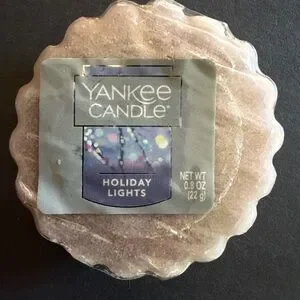 YANKEE
CANDLE®
HOLIDAY
LIGHTS
NET WT
0.8 OZ
(22 g)